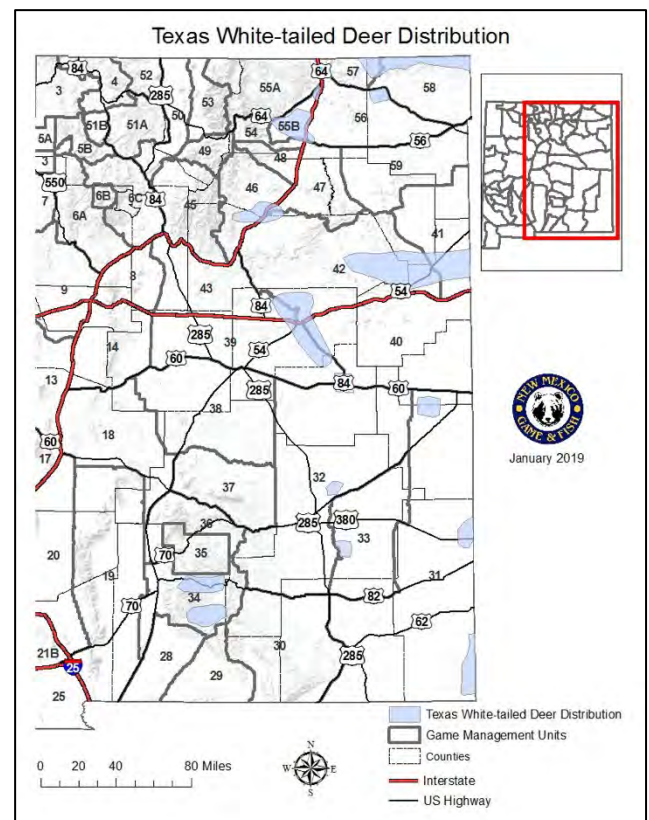 Texas White-tailed Deer Distribution
84
4
52
64
57
3
285
53
55A
58
50
64
51B
51A
54
55B
56
5A
5B
49
56
3
48
59
550
46
47
7
6B
84
45
6A
6C
41
42
8
54
9
43
84
285
39
40
14
54
60
13
285
84
60
38
60
18
17
32
37
36
285
380
35
33
70
20
19
31
34
82
70
62
21B
30
28
285
25
29
25
NEW MEXICO
GAME & FISH
January 2019
Texas White-tailed Deer Distribution
Game Management Units
Counties
Interstate
US Highway
0 20 40 80 Miles
N
W E
S